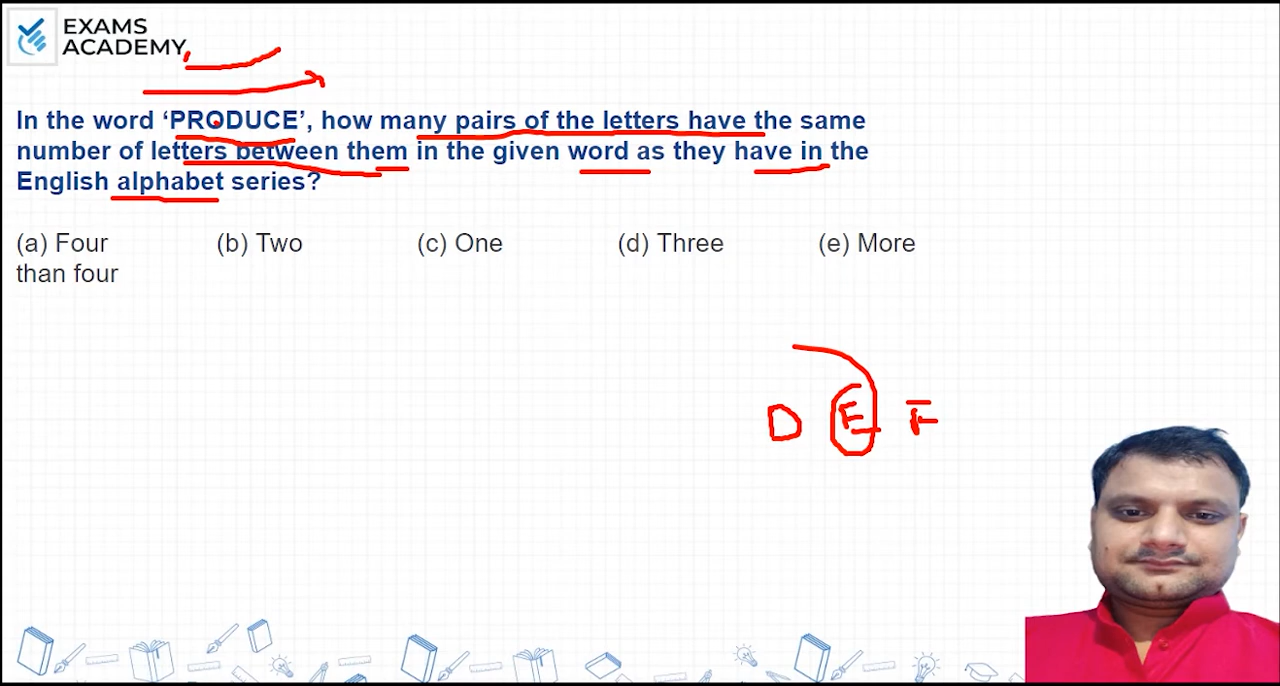 EXAMS
ACADEMY
In the word ‘PRODUCE’, how many pairs of the letters have the same
number of letters between them in the given word as they have in the
English alphabet series?
(a) Four (b) Two (c) One (d) Three (e) More
than four
D E F